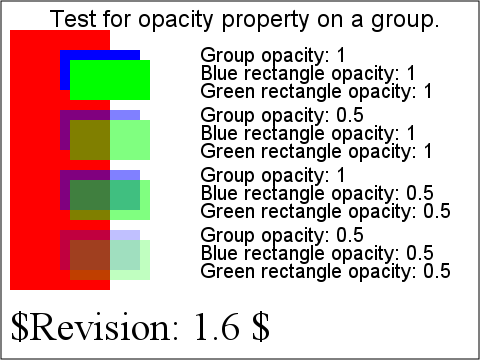 Test for opacity property on a group.
Group opacity: 1
Blue rectangle opacity: 1
Green rectangle opacity: 1
Group opacity: 0.5
Blue rectangle opacity: 1
Green rectangle opacity: 1
Group opacity: 1
Blue rectangle opacity: 0.5
Green rectangle opacity: 0.5
Group opacity: 0.5
Blue rectangle opacity: 0.5
Green rectangle opacity: 0.5
$Revision: 1.6 $